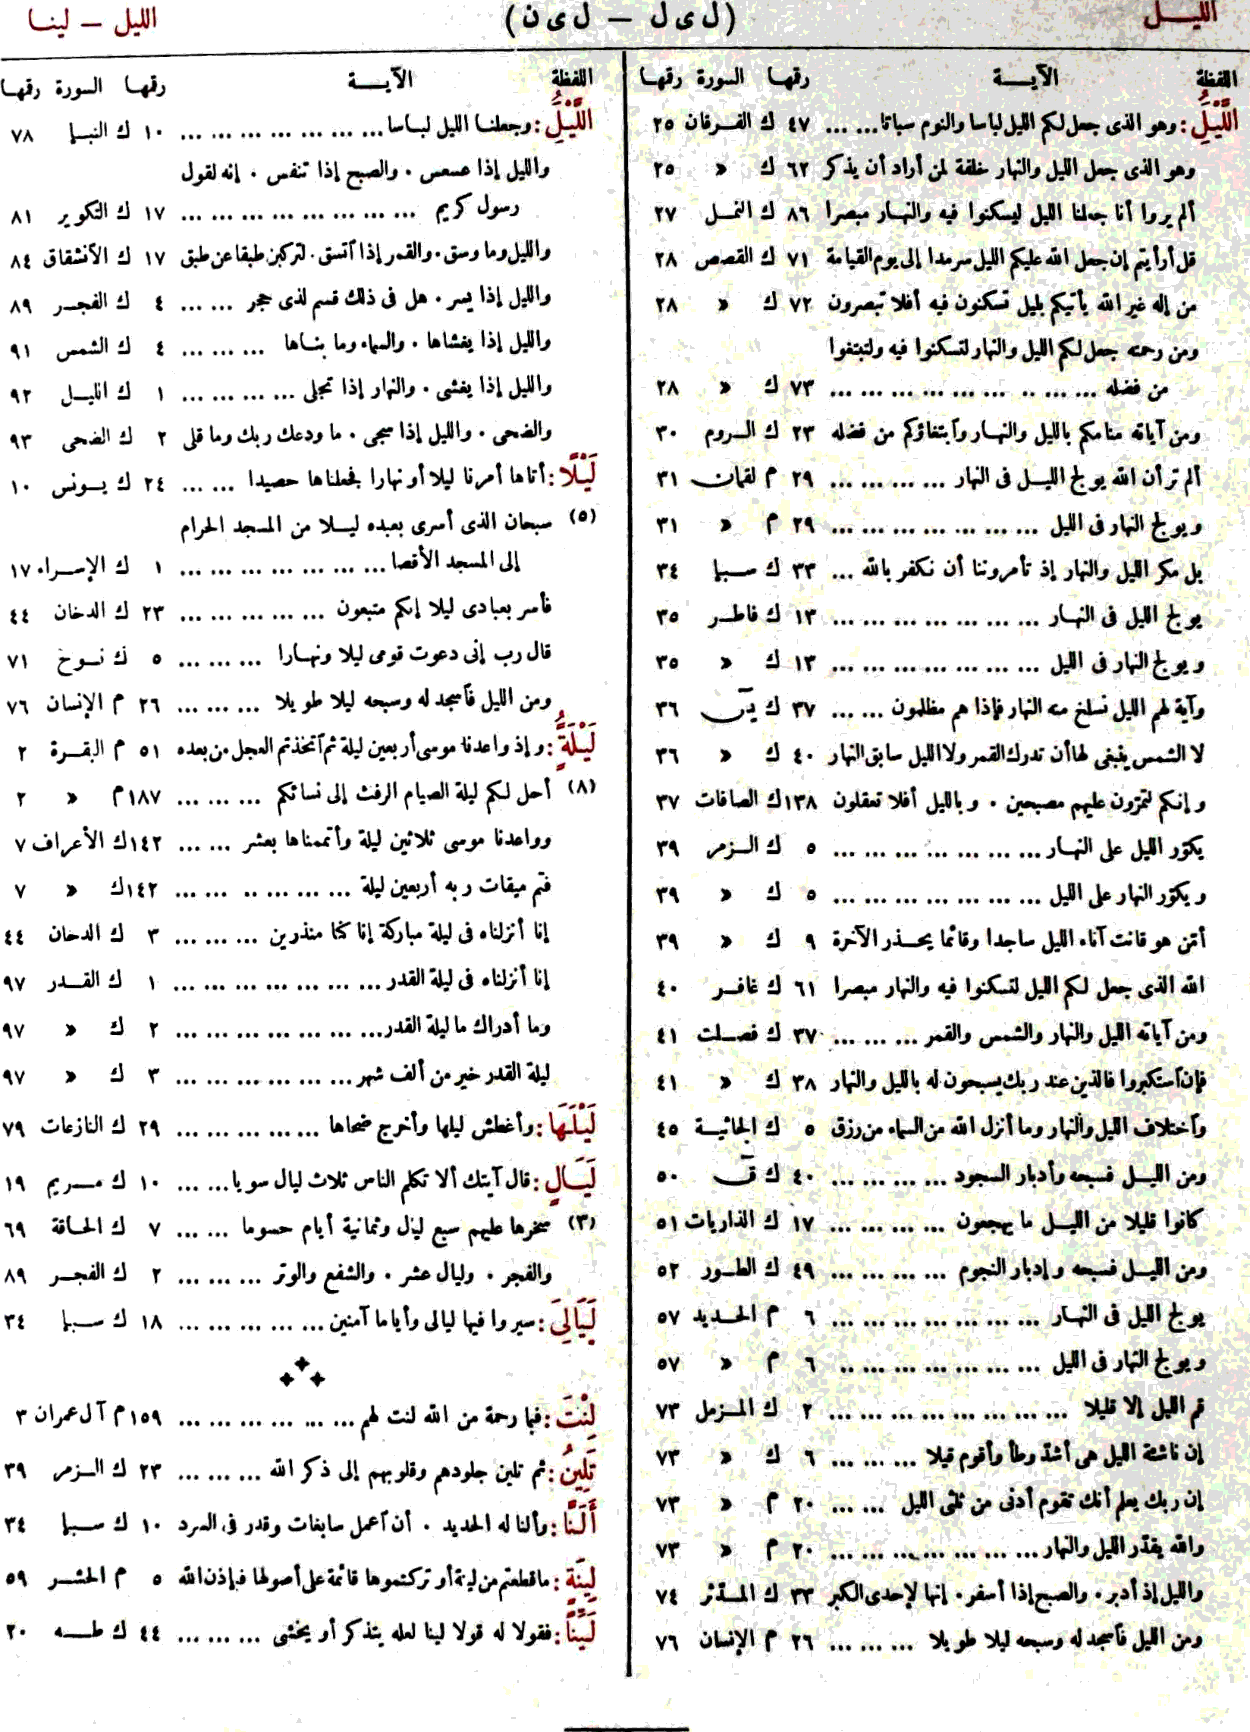 الليـــل (ل ى ل — ل ى ن) الليل — لينا
اللفظة الآيـــة رقمها السورة رقمها
اللَّيْلَ : وهو الذى جعل لكم الليل لباسا والنوم سباتا... ... ٤٧ ك الفرقان ٢٥
وهو الذى جعل الليل والنهار خلفة لمن أراد أن يذكر ٦٢ ك » ٢٥
ألم يروا أنا جعلنا الليل ليسكنوا فيه والنهار مبصرا ٨٦ ك النمل ٢٧
قل أرأيتم إن جعل الله عليكم الليل سرمدا إلى يوم القيامة ٧١ ك القصص ٢٨
من إله غير الله يأتيكم بليل تسكنون فيه أفلا تبصرون ٧٢ ك » ٢٨
ومن رحمته جعل لكم الليل والنهار لتسكنوا فيه ولتبتغوا
من فضله ... ... .. ... ... ... ... ... ... ٧٣ ك » ٢٨
ومن آياته منامكم بالليل والنهار وٱبتغاؤكم من فضله ٢٣ ك الروم ٣٠
ألم تر أن الله يولج الليل فى النهار ... ... ... ... ٢٩ م لقمان ٣١
ويولج النهار فى الليل ... ... ... ... ... ... ... ٢٩ م » ٣١
بل مكر الليل والنهار إذ تأمروننا أن نكفر بالله ... ٣٣ ك سبإ ٣٤
يولج الليل فى النهار ... ... ... ... ... ... ... ١٣ ك فاطر ٣٥
ويولج النهار فى الليل ... ... ... ... ... ... ... ١٣ ك » ٣٥
وآية لهم الليل نسلخ منه النهار فإذا هم مظلمون ... ... ٣٧ ك يسٓ ٣٦
لا الشمس ينبغى لها أن تدرك القمر ولا الليل سابق النهار ٤٠ ك » ٣٦
وإنكم لتمرّون عليهم مصبحين . وبالليل أفلا تعقلون ١٣٨ ك الصافات ٣٧
يكوّر الليل على النهار ... ... ... ... ... ... ... ٥ ك الزمر ٣٩
ويكوّر النهار على الليل ... ... ... ... ... ... ... ٥ ك » ٣٩
أمّن هو قانت آناء الليل ساجدا وقائما يحذر الآخرة ٩ ك » ٣٩
الله الذى جعل لكم الليل لتسكنوا فيه والنهار مبصرا ٦١ ك غافر ٤٠
ومن آياته الليل والنهار والشمس والقمر ... ... ... ٣٧ ك فصلت ٤١
فإن ٱستكبروا فالذين عند ربك يسبحون له بالليل والنهار ٣٨ ك » ٤١
وٱختلاف الليل والنهار وما أنزل الله من السماء من رزق ٥ ك الجاثية ٤٥
ومن الليل فسبحه وأدبار السجود ... ... ... ... ٤٠ ك قٓ ٥٠
كانوا قليلا من الليل ما يهجعون ... ... ... ... ١٧ ك الذاريات ٥١
ومن الليل فسبحه وإدبار النجوم ... ... ... ... ٤٩ ك الطور ٥٢
يولج الليل فى النهار ... ... ... ... ... ... ... ٦ م الحديد ٥٧
ويولج النهار فى الليل ... ... ... ... ... ... .. ٦ م » ٥٧
قم الليل إلا قليلا ... ... ... ... ... ... ... ... ٢ ك المزمل ٧٣
إن ناشئة الليل هى أشدّ وطأ وأقوم قيلا ... ... ... ٦ ك » ٧٣
إن ربك يعلم أنك تقوم أدنى من ثلثى الليل ... ... ٢٠ م » ٧٣
والله يقدّر الليل والنهار ... ... ... ... ... ... ... ٢٠ م » ٧٣
والليل إذ أدبر . والصبح إذا أسفر . إنها لإحدى الكبر ٣٣ ك المدّثر ٧٤
ومن الليل فٱسجد له وسبحه ليلا طويلا ... ... ... ٢٦ م الإنسان ٧٦
اللفظة الآيـــة رقمها السورة رقمها
اللَّيْلَِ : وجعلنا الليل لباسا ... ... ... ... ... ... ... ١٠ ك النبإ ٧٨
والليل إذا عسعس . والصبح إذا تنفس . إنه لقول
رسول كريم ... ... ... ... ... ... ... ... ١٧ ك التكوير ٨١
والليل وما وسق . والقمر إذا ٱتسق . لتركبن طبقا عن طبق ١٧ ك الٱنشقاق ٨٤
والليل إذا يسر . هل فى ذلك قسم لذى حجر ... ... ٤ ك الفجر ٨٩
والليل إذا يغشاها . والسماء وما بناها ... ... ... ٤ ك الشمس ٩١
والليل إذا يغشى . والنهار إذا تجلى ... ... ... ... ١ ك الليل ٩٢
والضحى . والليل إذا سجى . ما ودعك ربك وما قلى ٢ ك الضحى ٩٣
لَيْلًا : أتاها أمرنا ليلا أو نهارا فجعلناها حصيدا ... ... ٢٤ ك يونس ١٠
(٥) سبحان الذى أسرى بعبده ليلا من المسجد الحرام
إلى المسجد الأقصا ... ... ... ... ... ... ... ١ ك الإسراء ١٧
فأسر بعبادى ليلا إنكم متبعون ... ... ... ... ... ٢٣ ك الدخان ٤٤
قال رب إنى دعوت قومى ليلا ونهارا ... ... ... ٥ ك نوح ٧١
ومن الليل فٱسجد له وسبحه ليلا طويلا ... ... ... ٢٦ م الإنسان ٧٦
لَيْلَةً : وإذ واعدنا موسى أربعين ليلة ثم ٱتخذتم العجل من بعده ٥١ م البقرة ٢
(٨) أحل لكم ليلة الصيام الرفث إلى نسائكم ... ... ... ١٨٧ م » ٢
وواعدنا موسى ثلاثين ليلة وأتممناها بعشر ... ... ١٤٢ ك الأعراف ٧
فتم ميقات ربه أربعين ليلة ... ... ... .. ... ... ١٤٢ ك » ٧
إنا أنزلناه فى ليلة مباركة إنا كنا منذرين ... ... ... ٣ ك الدخان ٤٤
إنا أنزلناه فى ليلة القدر ... ... ... ... ... ... ... ١ ك القدر ٩٧
وما أدراك ما ليلة القدر ... ... ... ... ... ... ... ٢ ك » ٩٧
ليلة القدر خير من ألف شهر ... ... ... ... ... ... ٣ ك » ٩٧
لَيْلَهَا : وأغطش ليلها وأخرج ضحاها ... ... ... ... ... ٢٩ ك النازعات ٧٩
لَيَـالٍ : قال آيتك ألا تكلم الناس ثلاث ليال سويا ... ... ١٠ ك مريم ١٩
(٣) سخرها عليهم سبع ليال وثمانية أيام حسوما ... ... ٧ ك الحاقة ٦٩
والفجر . وليال عشر . والشفع والوتر ... ... ... ٢ ك الفجر ٨٩
لَيَالِىَ : سيروا فيها ليالى وأياما آمنين ... ... ... ... ... ١٨ ك سبإ ٣٤
لِنْتَ : فبما رحمة من الله لنت لهم ... ... ... ... ... ... ١٥٩ م آل عمران ٣
تَلِينُ : ثم تلين جلودهم وقلوبهم إلى ذكر الله ... ... ... ٢٣ ك الزمر ٣٩
أَلَنَّا : وألنا له الحديد . أن ٱعمل سابغات وقدر فى السرد ١٠ ك سبإ ٣٤
لِينَةٍ : ما قطعتم من لينة أو تركتموها قائمة على أصولها فبإذن الله ٥ م الحشر ٥٩
لَيِّنًا : فقولا له قولا لينا لعله يتذكر أو يخشى ... ... ... ٤٤ ك طه ٢٠